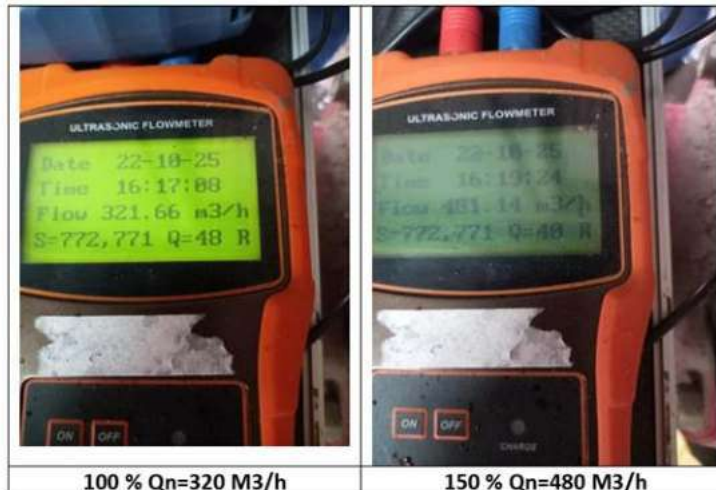 ULTRASONIC FLOWMETER
Date 22-10-25
Time 16:17:08
Flow 321.66 m3/h
S=772,771 Q=48 R
ON OFF
ULTRASONIC FLOWMETER
Date 22-10-25
Time 16:19:24
Flow 481.14 m3/h
S=772,771 Q=40 R
ON OFF
CHARGE
100 % Qn=320 M3/h
150 % Qn=480 M3/h